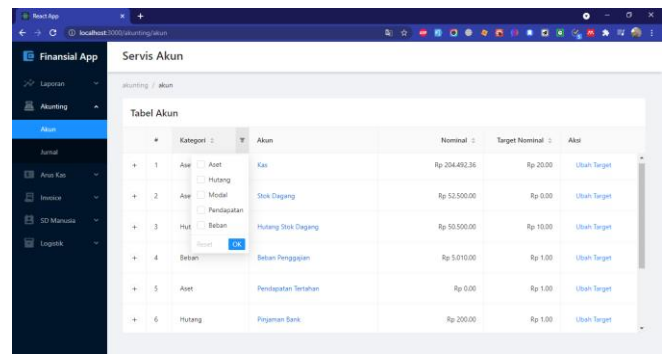 React App
localhost:3000/akunting/akun
Finansial App
Servis Akun
Laporan
akunting / akun
Akunting
Tabel Akun
Akun
Jurnal
Arus Kas
Invoice
SD Manusia
Logistik
# Kategori Akun Nominal Target Nominal Aksi
+ 1 Ase Kas Rp 204.492,36 Rp 20.00 Ubah Target
+ 2 Ase Stok Dagang Rp 52.500.00 Rp 0.00 Ubah Target
+ 3 Hut Hutang Stok Dagang Rp 50.500.00 Rp 10.00 Ubah Target
+ 4 Beban Beban Penggajian Rp 5.010.00 Rp 1.00 Ubah Target
+ 5 Aset Pendapatan Tertahan Rp 0.00 Rp 1.00 Ubah Target
+ 6 Hutang Pinjaman Bank Rp 200.00 Rp 1.00 Ubah Target
Aset
Hutang
Modal
Pendapatan
Beban
Reset OK